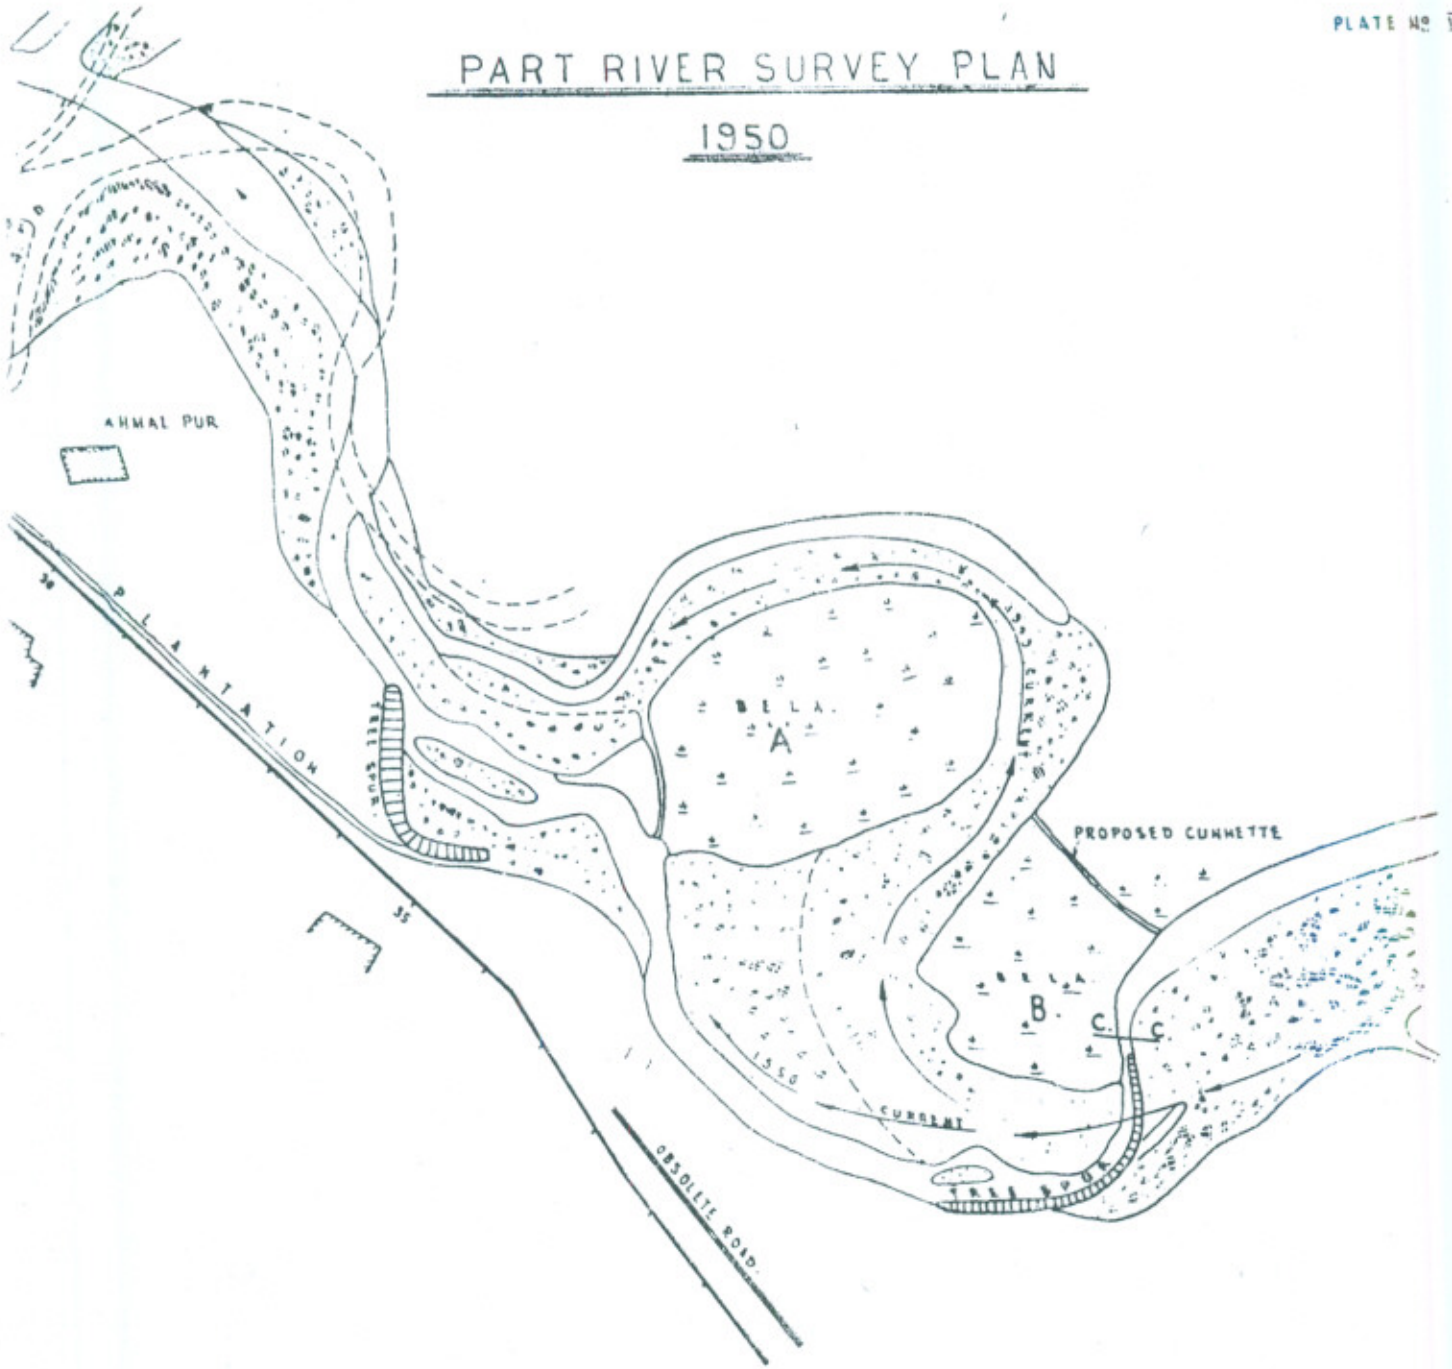 PLATE Nº
PART RIVER SURVEY PLAN
1950
AHMAL PUR
PLANTATION
TREE SPUR
BELA.
A
CURRENT
PROPOSED CUNNETTE
35
BELA
B.
C. C
1550
CURRENT
TREE SPUR
OBSOLETE ROAD.